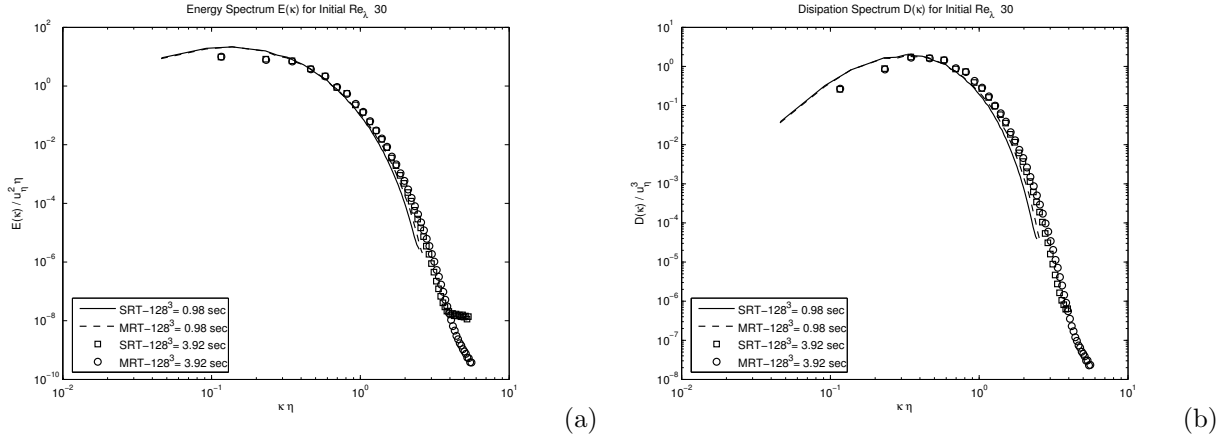 Energy Spectrum E(κ) for Initial Re_λ 30
10^2
10^0
10^−2
10^−4
10^−6
10^−8
10^−10
E(κ) / u_η^2 η
SRT−128^3= 0.98 sec
MRT−128^3= 0.98 sec
SRT−128^3= 3.92 sec
MRT−128^3= 3.92 sec
10^−2
10^−1
10^0
10^1
κ η
(a)
Disipation Spectrum D(κ) for Initial Re_λ 30
10^2
10^1
10^0
10^−1
10^−2
10^−3
10^−4
10^−5
10^−6
10^−7
10^−8
D(κ) / u_η^3
SRT−128^3= 0.98 sec
MRT−128^3= 0.98 sec
SRT−128^3= 3.92 sec
MRT−128^3= 3.92 sec
10^−2
10^−1
10^0
10^1
κ η
(b)